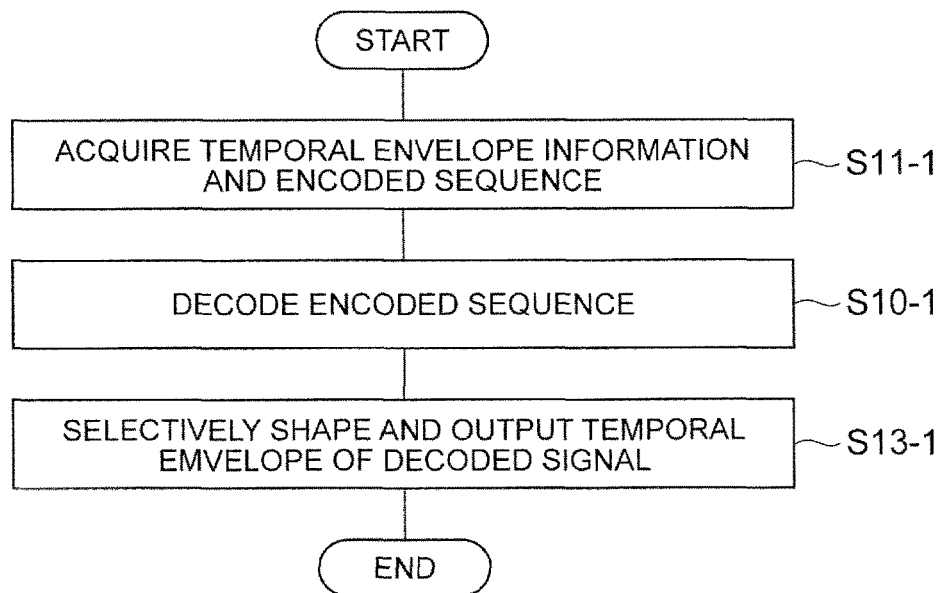 START
ACQUIRE TEMPORAL ENVELOPE INFORMATION
AND ENCODED SEQUENCE
S11-1
DECODE ENCODED SEQUENCE
S10-1
SELECTIVELY SHAPE AND OUTPUT TEMPORAL
EMVELOPE OF DECODED SIGNAL
S13-1
END